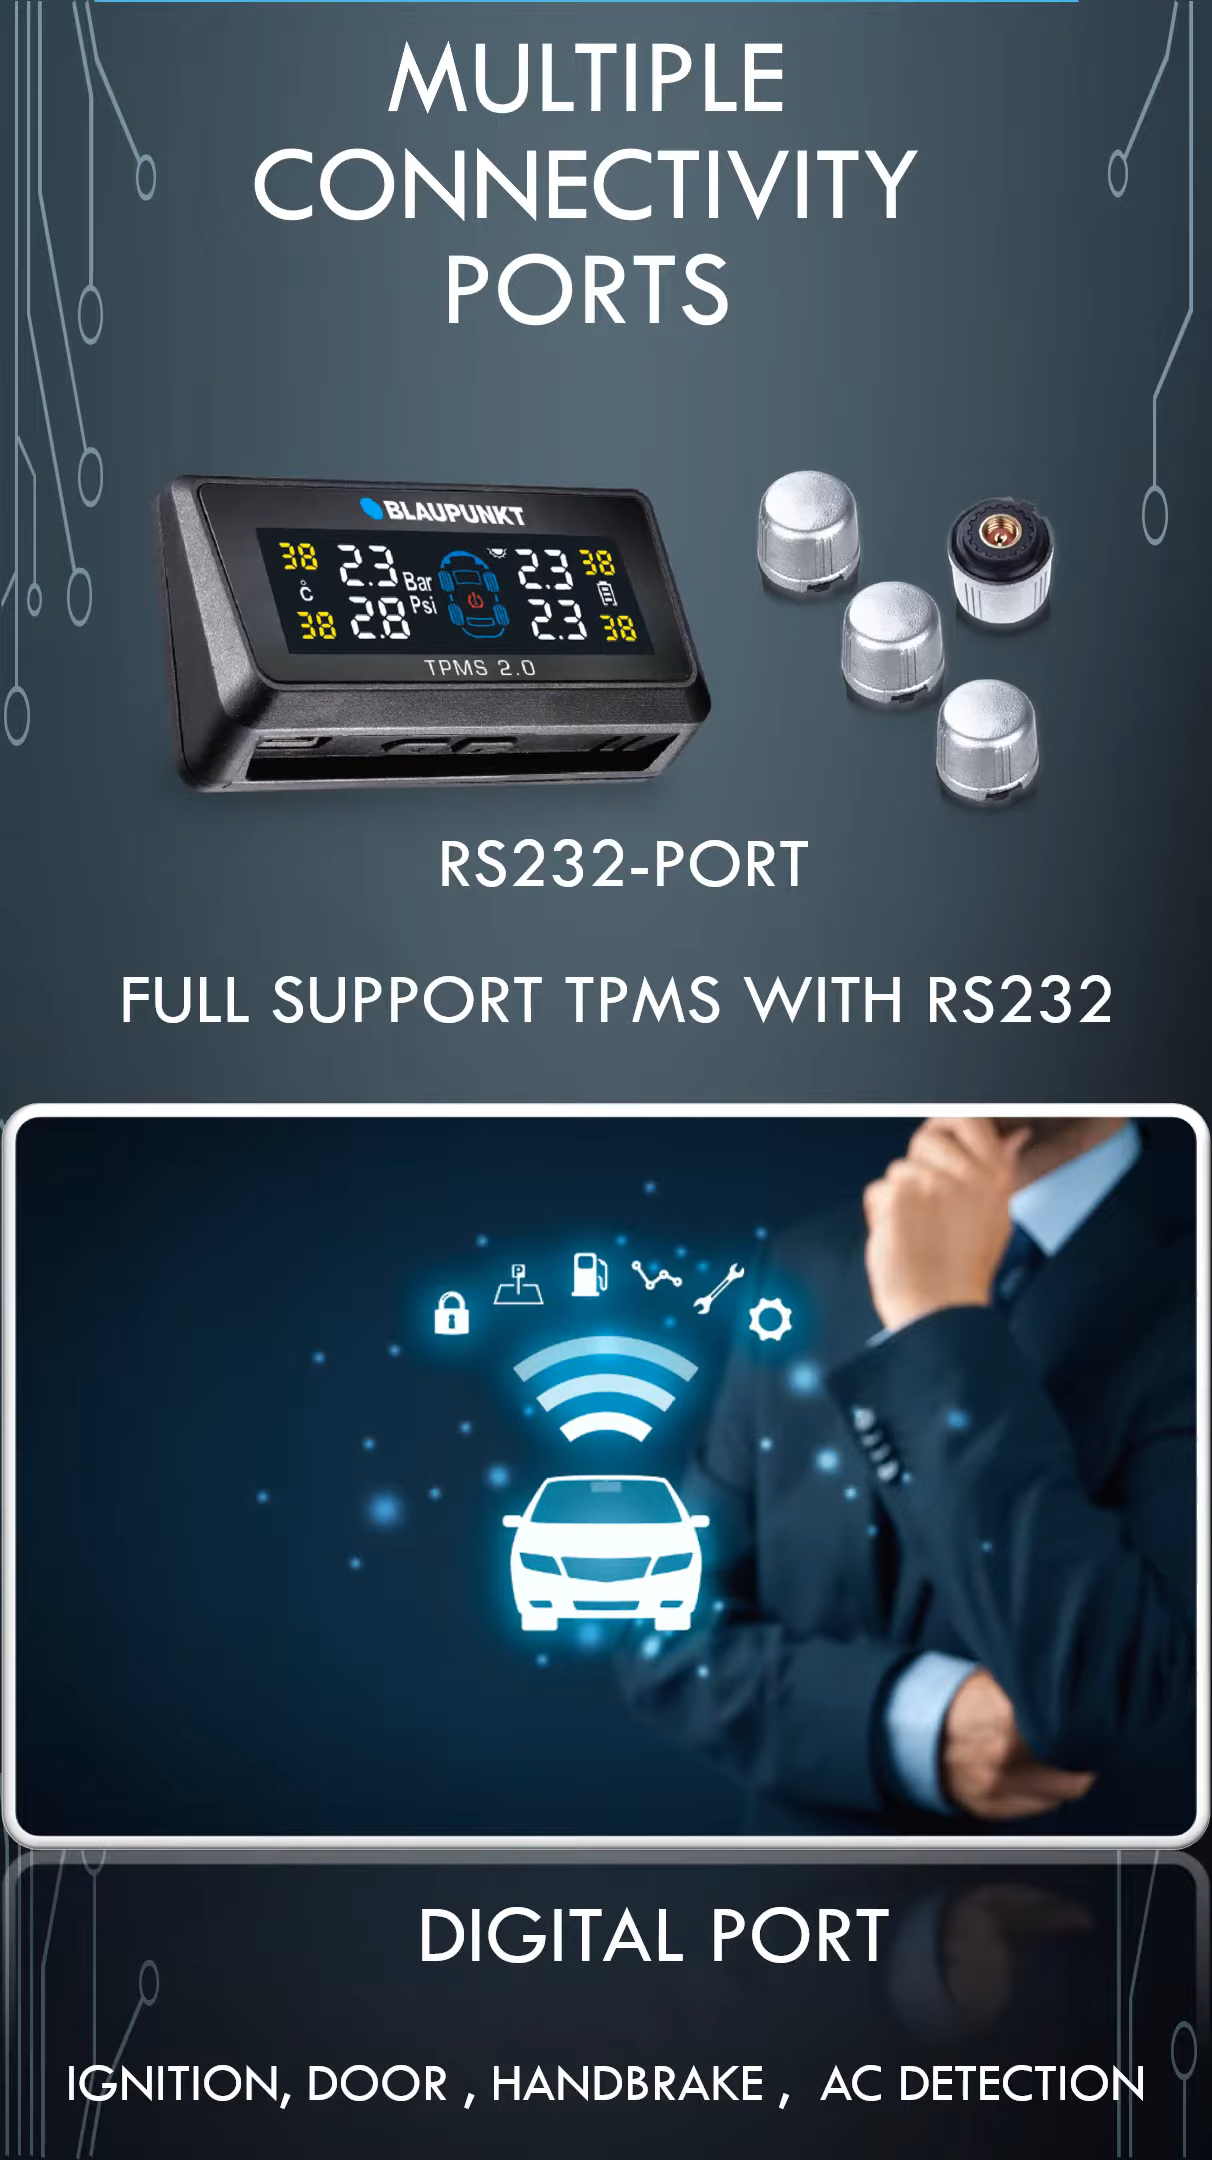 MULTIPLE
CONNECTIVITY
PORTS
BLAUPUNKT
38 2.3 2.3 38
°C Bar
Psi
38 2.8 2.3 38
TPMS 2.0
RS232-PORT
FULL SUPPORT TPMS WITH RS232
P
DIGITAL PORT
IGNITION, DOOR , HANDBRAKE ,  AC DETECTION